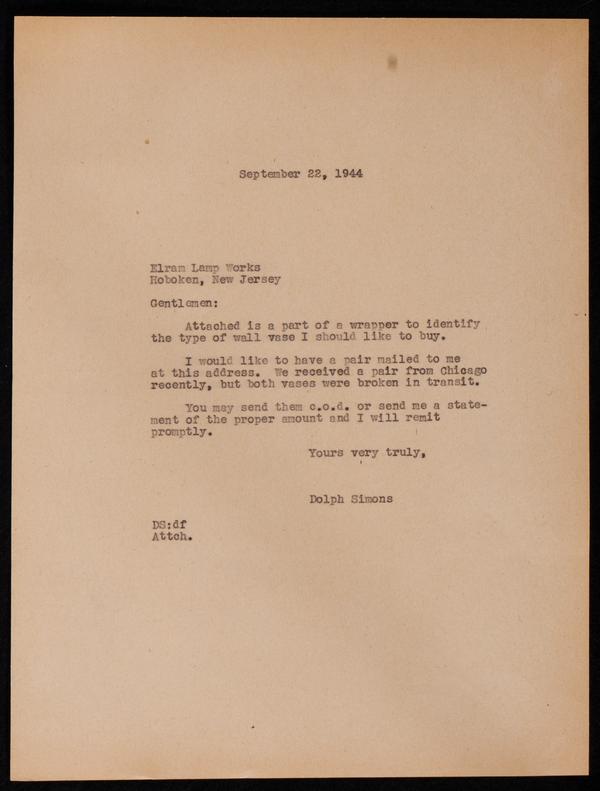 September 22, 1944
Elram Lamp Works
Hoboken, New Jersey
Gentlemen:
Attached is a part of a wrapper to identify
the type of wall vase I should like to buy.
I would like to have a pair mailed to me
at this address. We received a pair from Chicago
recently, but both vases were broken in transit.
You may send them c.o.d. or send me a state-
ment of the proper amount and I will remit
promptly.
Yours very truly,
Dolph Simons
DS:df
Attch.